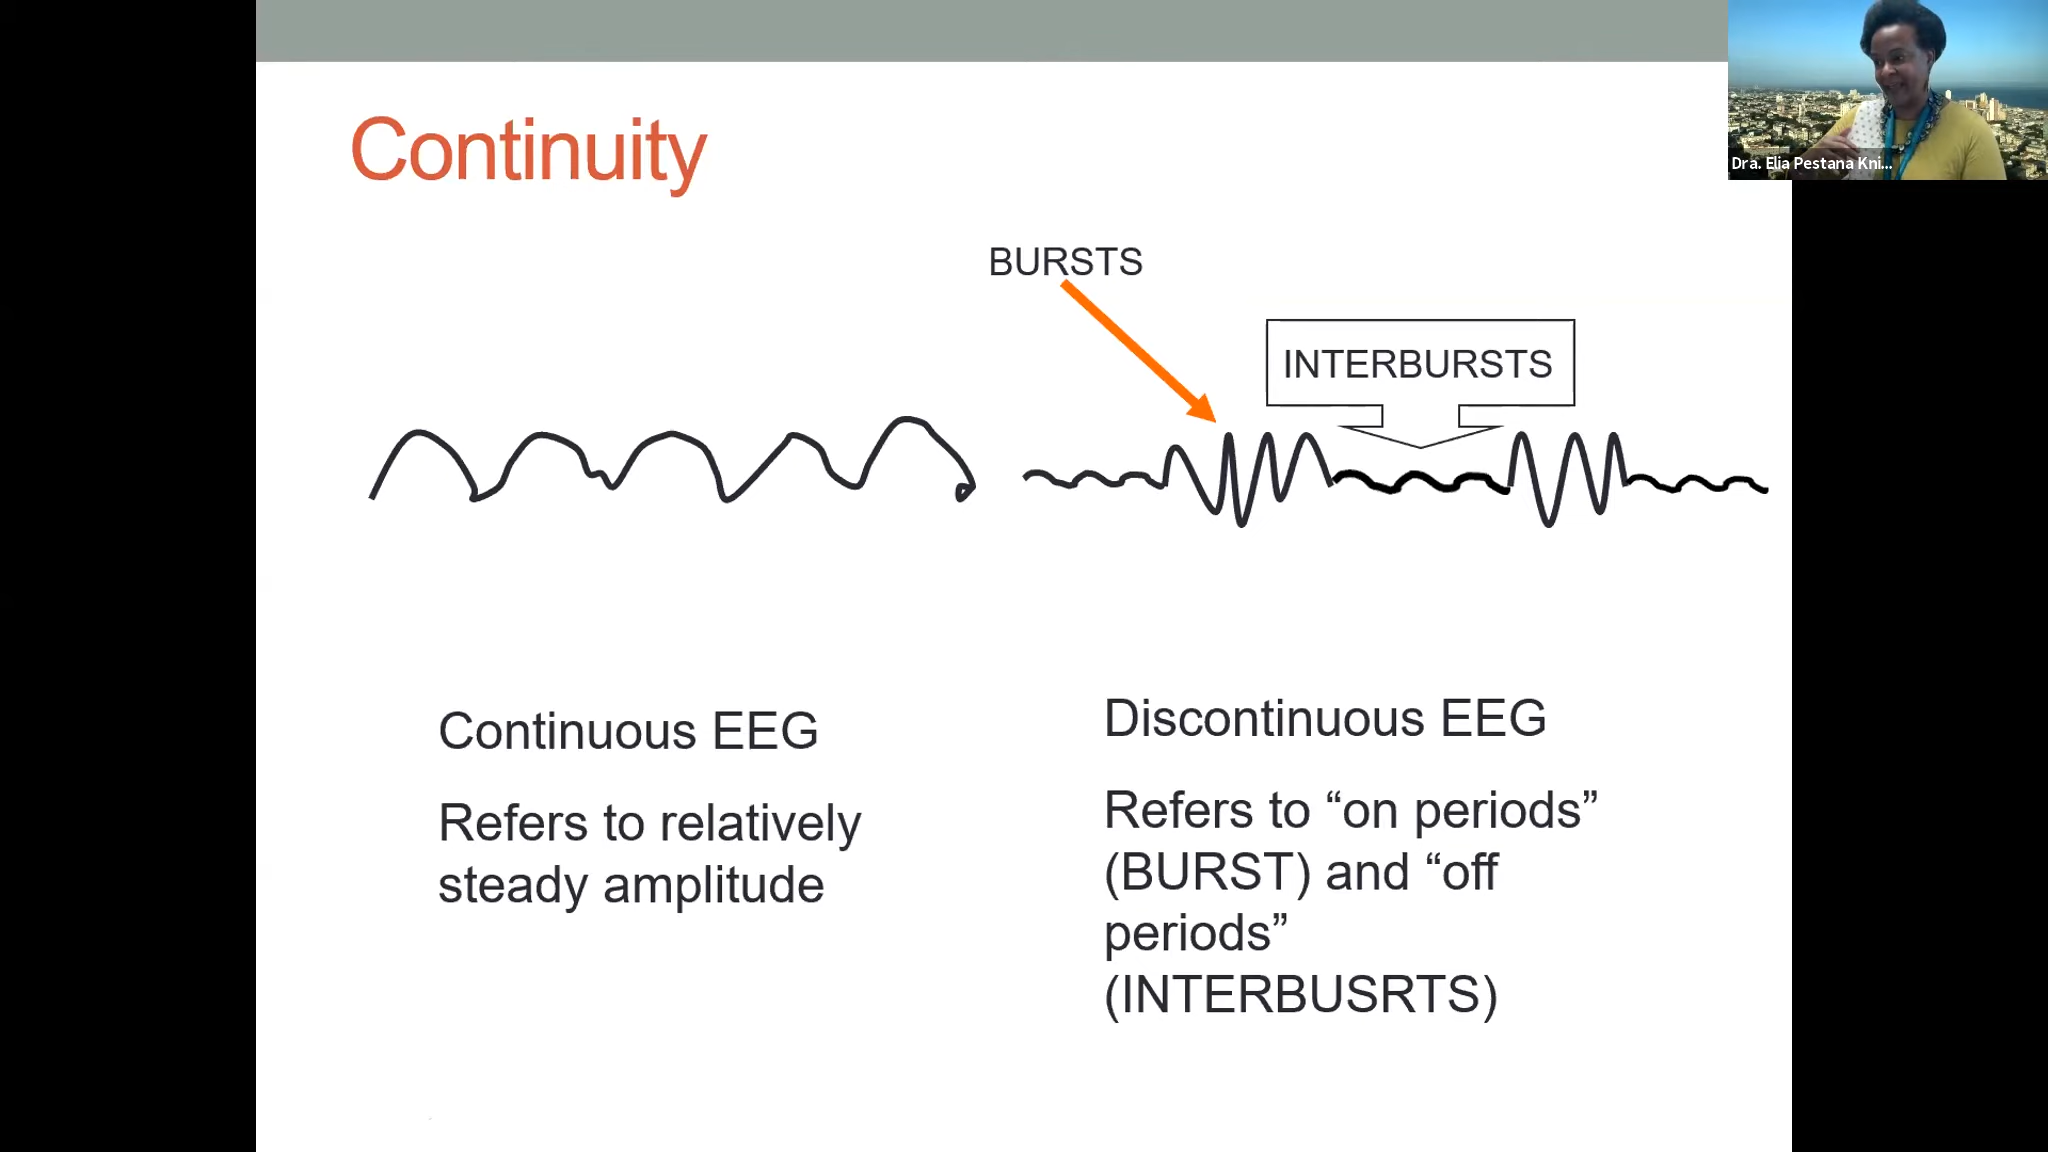 Continuity
Dra. Elia Pestana Kni...
BURSTS
INTERBURSTS
Continuous EEG
Refers to relatively
steady amplitude
Discontinuous EEG
Refers to “on periods”
(BURST) and “off
periods”
(INTERBUSRTS)